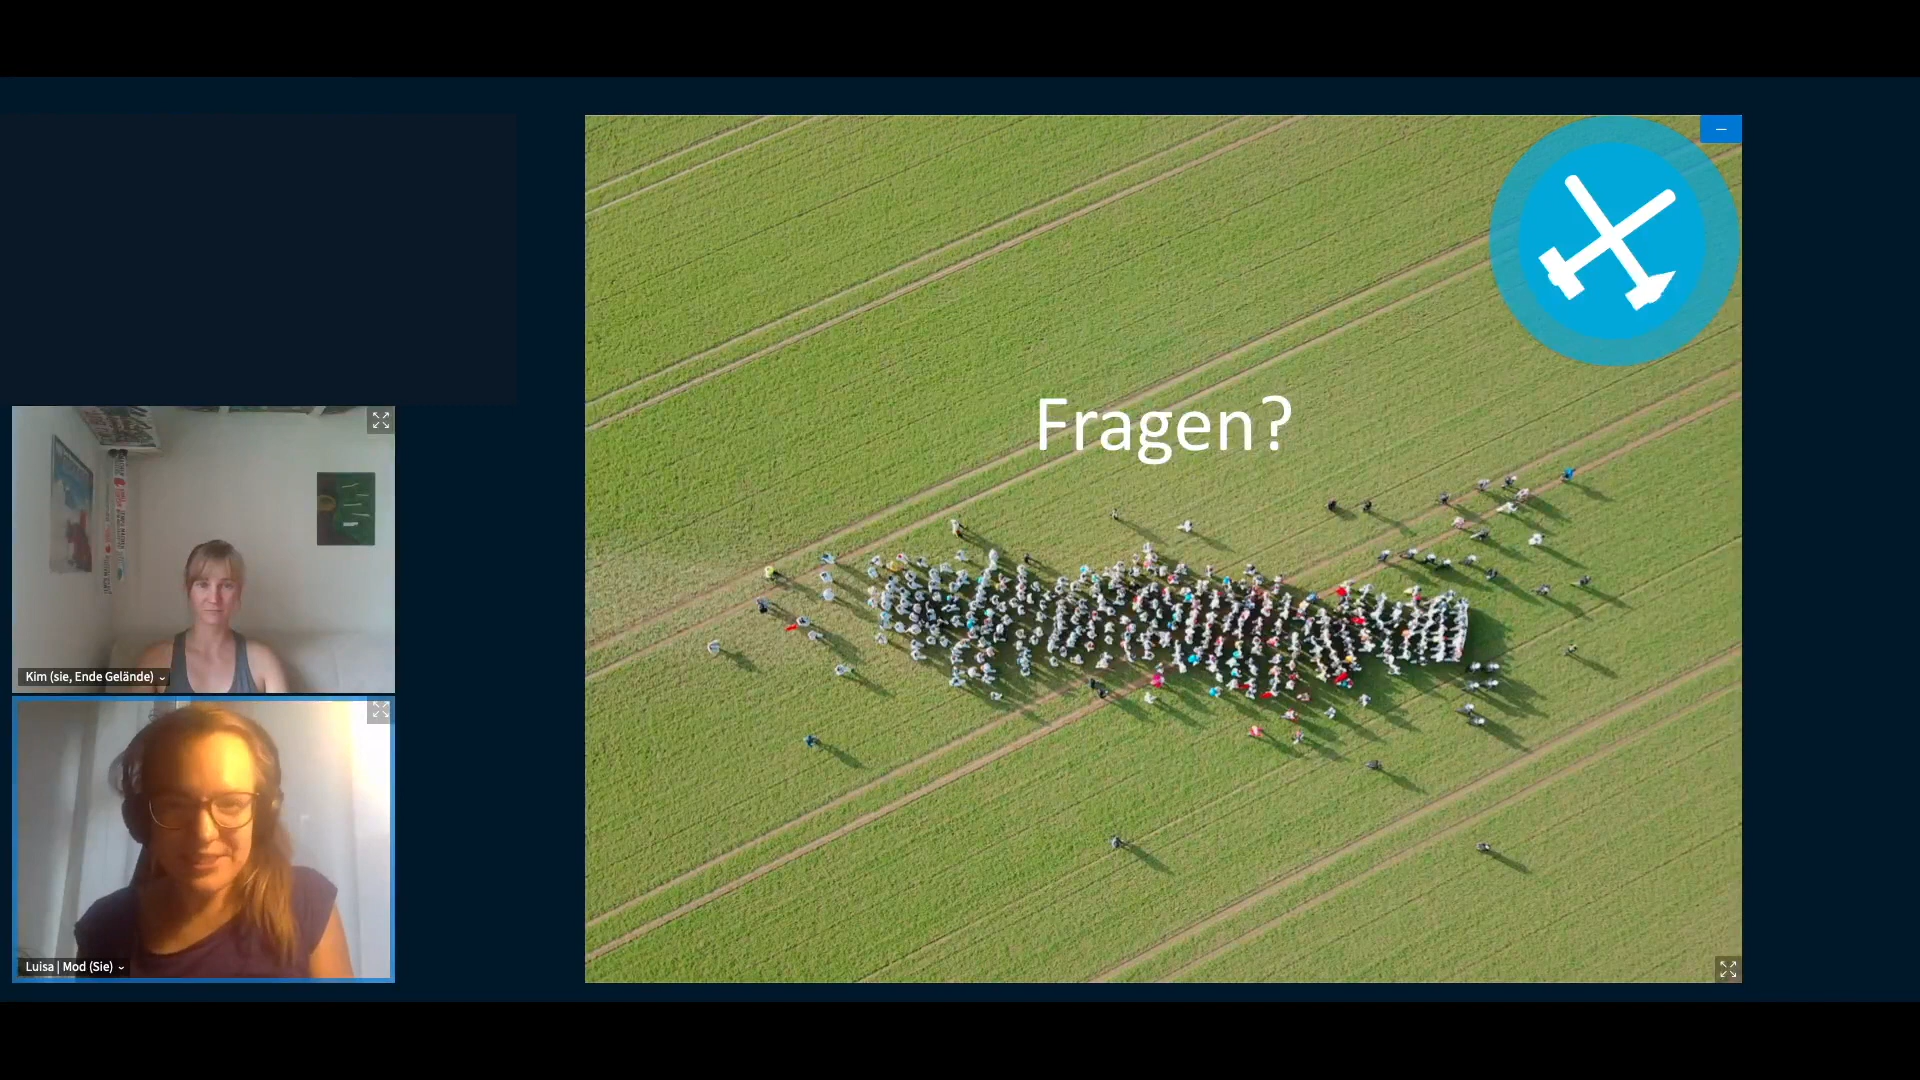 Fragen?
Kim (sie, Ende Gelände)
Luisa | Mod (Sie)